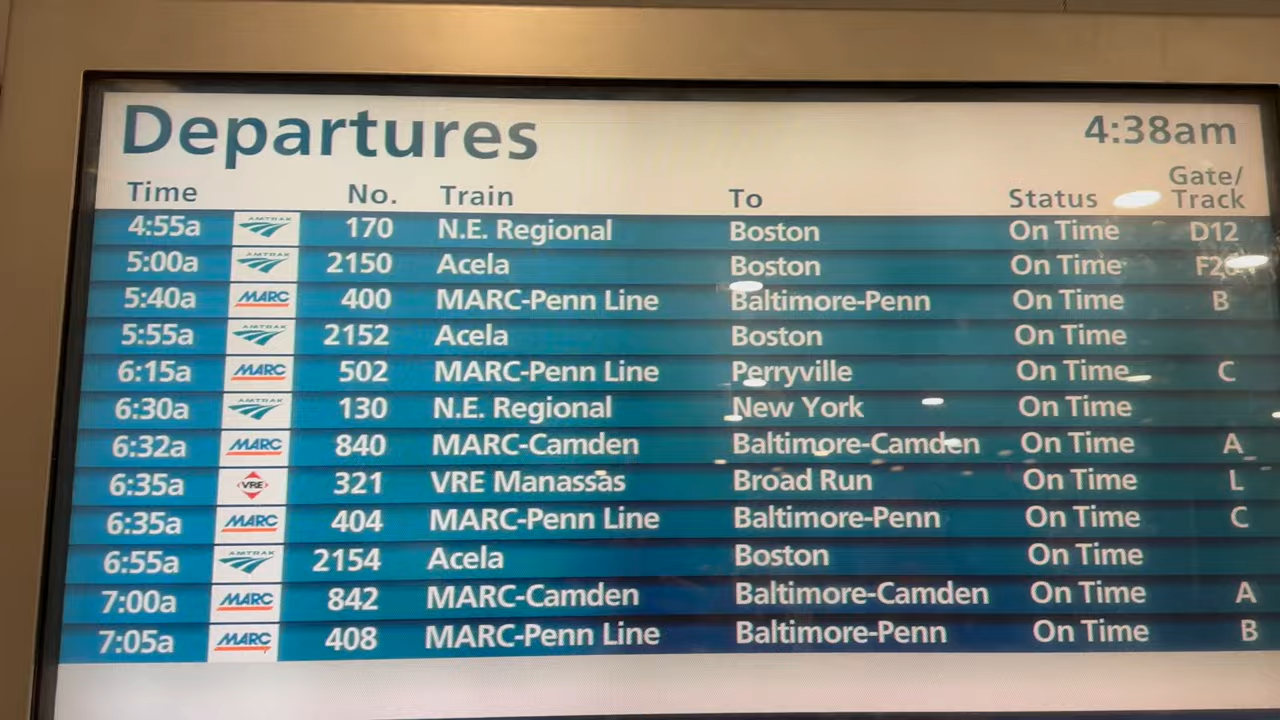 Departures 4:38am
Time No. Train To Status Gate/Track
4:55a AMTRAK 170 N.E. Regional Boston On Time D12
5:00a AMTRAK 2150 Acela Boston On Time
5:40a MARC 400 MARC-Penn Line Baltimore-Penn On Time B
5:55a AMTRAK 2152 Acela Boston On Time
6:15a MARC 502 MARC-Penn Line Perryville On Time C
6:30a AMTRAK 130 N.E. Regional New York On Time
6:32a MARC 840 MARC-Camden Baltimore-Camden On Time A
6:35a VRE 321 VRE Manassas Broad Run On Time L
6:35a MARC 404 MARC-Penn Line Baltimore-Penn On Time C
6:55a AMTRAK 2154 Acela Boston On Time
7:00a MARC 842 MARC-Camden Baltimore-Camden On Time A
7:05a MARC 408 MARC-Penn Line Baltimore-Penn On Time B